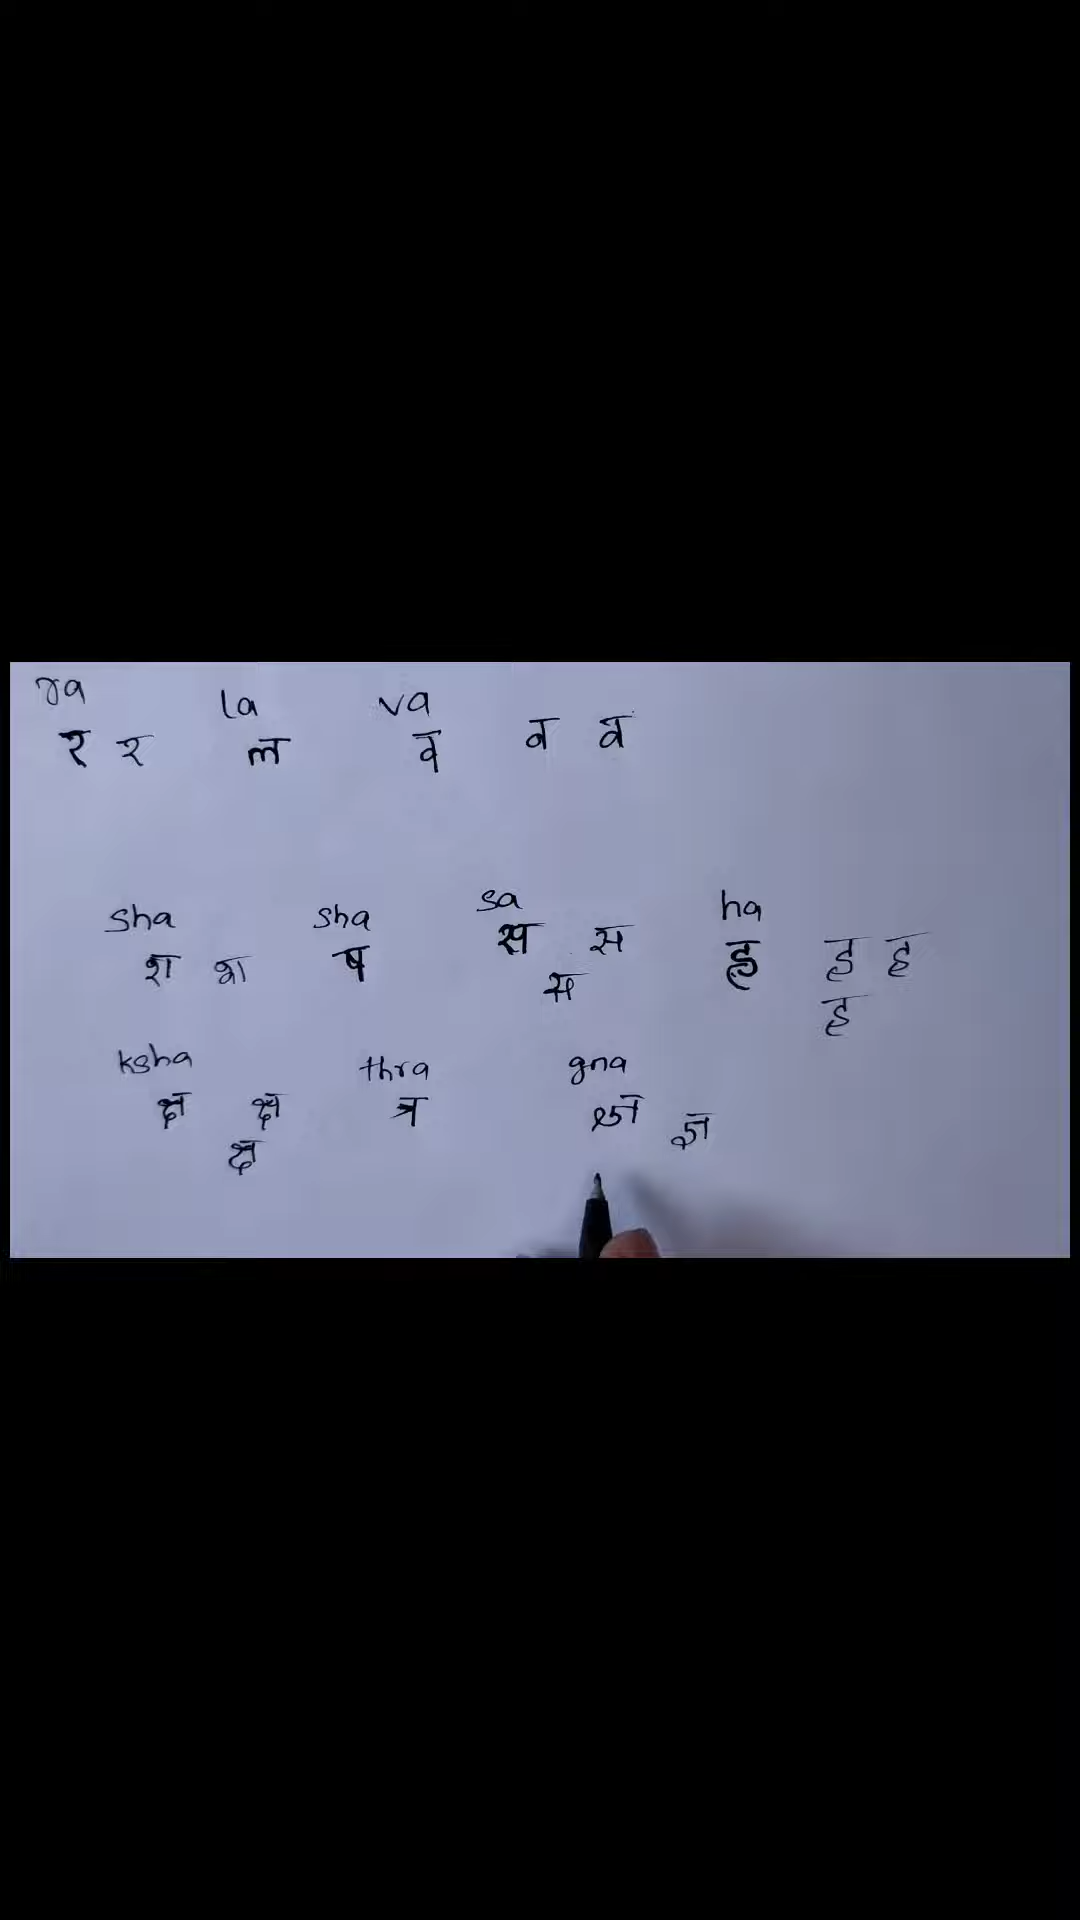 ra la va
र र ल व व व
sha sha sa ha
श श ष स स ह ह ह
स ह
ksha thra gna
क्ष क्ष त्र ज्ञ ज्ञ
क्ष